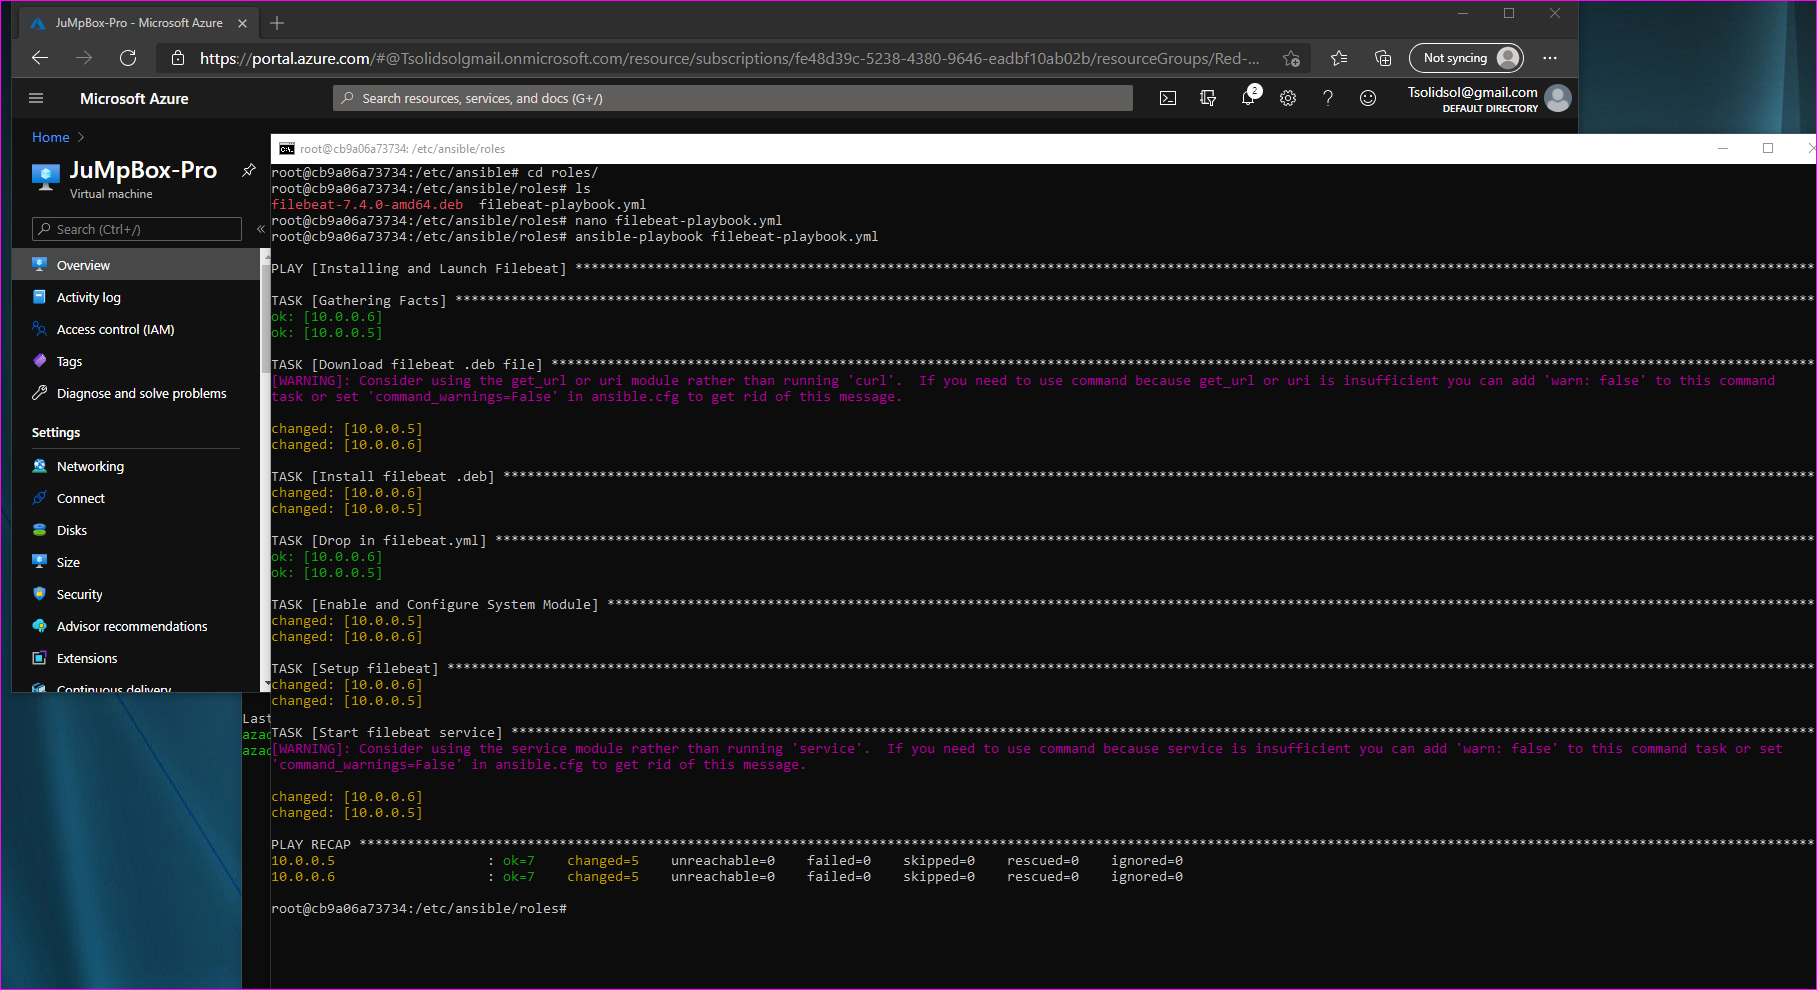 JuMpBox-Pro - Microsoft Azure
https://portal.azure.com/#@Tsolidsolgmail.onmicrosoft.com/resource/subscriptions/fe48d39c-5238-4380-9646-eadbf10ab02b/resourceGroups/Red-...
Not syncing
Microsoft Azure
Search resources, services, and docs (G+/)
2
Tsolidsol@gmail.com
DEFAULT DIRECTORY
Home
JuMpBox-Pro
Virtual machine
Search (Ctrl+/)
Overview
Activity log
Access control (IAM)
Tags
Diagnose and solve problems
Settings
Networking
Connect
Disks
Size
Security
Advisor recommendations
Extensions
Continuous delivery
Last
azad
azad
root@cb9a06a73734: /etc/ansible/roles
root@cb9a06a73734:/etc/ansible# cd roles/
root@cb9a06a73734:/etc/ansible/roles# ls
filebeat-7.4.0-amd64.deb  filebeat-playbook.yml
root@cb9a06a73734:/etc/ansible/roles# nano filebeat-playbook.yml
root@cb9a06a73734:/etc/ansible/roles# ansible-playbook filebeat-playbook.yml
PLAY [Installing and Launch Filebeat] ****
TASK [Gathering Facts] ****
ok: [10.0.0.6]
ok: [10.0.0.5]
TASK [Download filebeat .deb file] ****
[WARNING]: Consider using the get_url or uri module rather than running 'curl'.  If you need to use command because get_url or uri is insufficient you can add 'warn: false' to this command
task or set 'command_warnings=False' in ansible.cfg to get rid of this message.
changed: [10.0.0.5]
changed: [10.0.0.6]
TASK [Install filebeat .deb] ****
changed: [10.0.0.6]
changed: [10.0.0.5]
TASK [Drop in filebeat.yml] ****
ok: [10.0.0.6]
ok: [10.0.0.5]
TASK [Enable and Configure System Module] ****
changed: [10.0.0.5]
changed: [10.0.0.6]
TASK [Setup filebeat] ****
changed: [10.0.0.6]
changed: [10.0.0.5]
TASK [Start filebeat service] ****
[WARNING]: Consider using the service module rather than running 'service'.  If you need to use command because service is insufficient you can add 'warn: false' to this command task or set
'command_warnings=False' in ansible.cfg to get rid of this message.
changed: [10.0.0.6]
changed: [10.0.0.5]
PLAY RECAP ****
10.0.0.5 : ok=7 changed=5 unreachable=0 failed=0 skipped=0 rescued=0 ignored=0
10.0.0.6 : ok=7 changed=5 unreachable=0 failed=0 skipped=0 rescued=0 ignored=0
root@cb9a06a73734:/etc/ansible/roles#